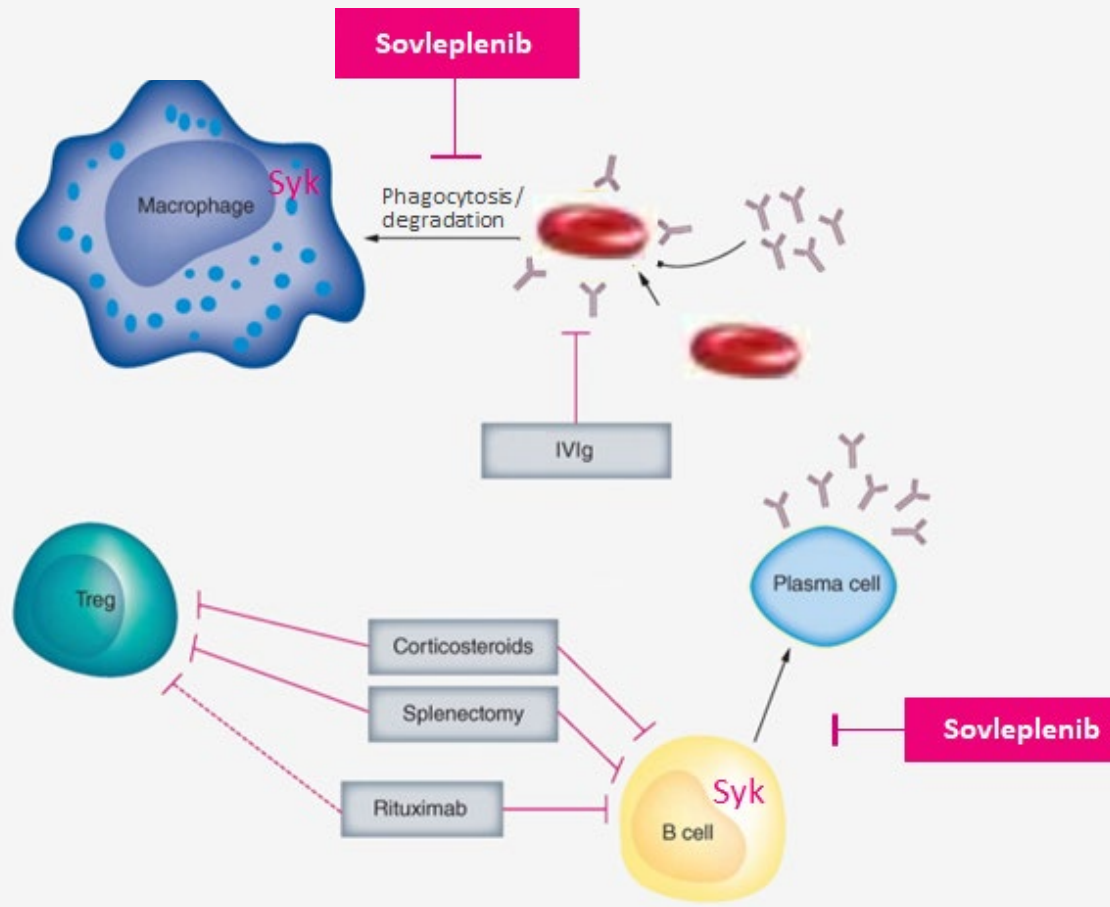 Sovleplenib
Syk
Macrophage
Phagocytosis/
degradation
IVIg
Plasma cell
Treg
Corticosteroids
Splenectomy
Sovleplenib
Syk
Rituximab
B cell